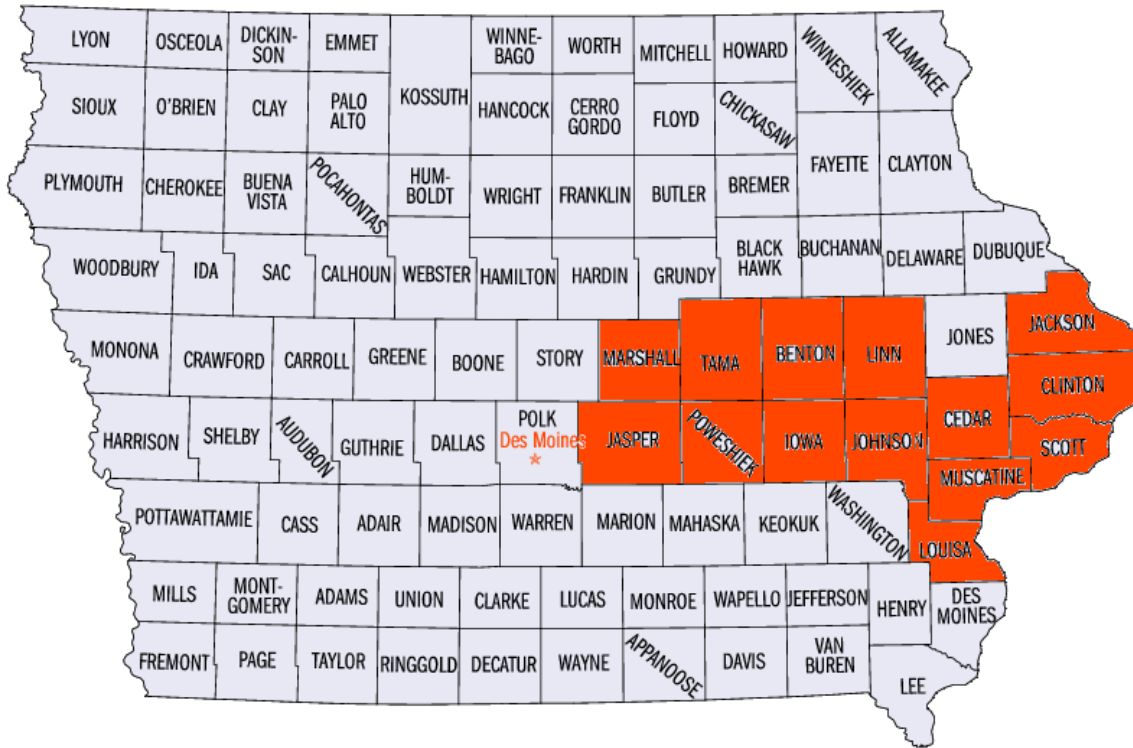 LYON
OSCEOLA
DICKIN-
SON
EMMET
WINNE-
BAGO
WORTH
MITCHELL
HOWARD
WINNESHIEK
ALLAMAKEE
SIOUX
O'BRIEN
CLAY
PALO
ALTO
KOSSUTH
HANCOCK
CERRO
GORDO
FLOYD
CHICKASAW
PLYMOUTH
CHEROKEE
BUENA
VISTA
POCAHONTAS
HUM-
BOLDT
WRIGHT
FRANKLIN
BUTLER
BREMER
FAYETTE
CLAYTON
WOODBURY
IDA
SAC
CALHOUN
WEBSTER
HAMILTON
HARDIN
GRUNDY
BLACK
HAWK
BUCHANAN
DELAWARE
DUBUQUE
MONONA
CRAWFORD
CARROLL
GREENE
BOONE
STORY
MARSHALL
TAMA
BENTON
LINN
JONES
JACKSON
CLINTON
HARRISON
SHELBY
AUDUBON
GUTHRIE
DALLAS
POLK
Des Moines
*
JASPER
POWESHIEK
IOWA
JOHNSON
CEDAR
SCOTT
MUSCATINE
POTTAWATTAMIE
CASS
ADAIR
MADISON
WARREN
MARION
MAHASKA
KEOKUK
WASHINGTON
LOUISA
MILLS
MONT-
GOMERY
ADAMS
UNION
CLARKE
LUCAS
MONROE
WAPELLO
JEFFERSON
HENRY
DES
MOINES
FREMONT
PAGE
TAYLOR
RINGGOLD
DECATUR
WAYNE
APPANOOSE
DAVIS
VAN
BUREN
LEE